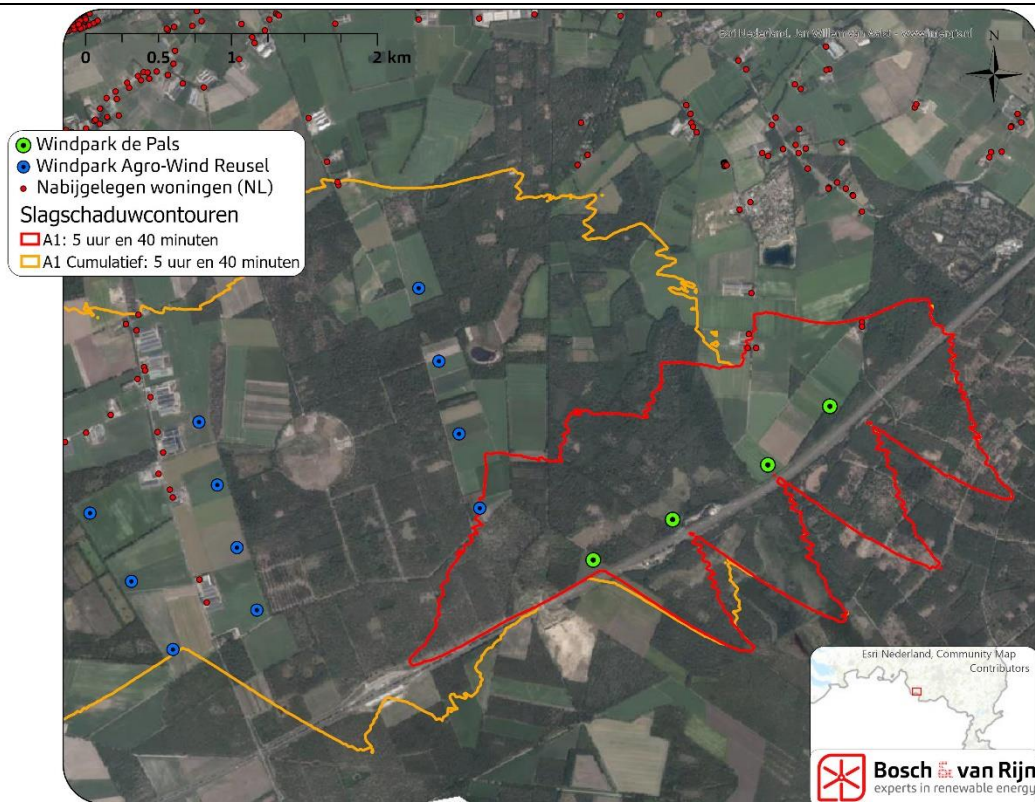 0 0.5 1 2 km
Esri Nederland,
N
Windpark de Pals
Windpark Agro-Wind Reusel
Nabijgelegen woningen (NL)
Slagschaduwcontouren
A1: 5 uur en 40 minuten
A1 Cumulatief: 5 uur en 40 minuten
Esri Nederland, Community Map
Contributors
Bosch & van Rijn
experts in renewable energy